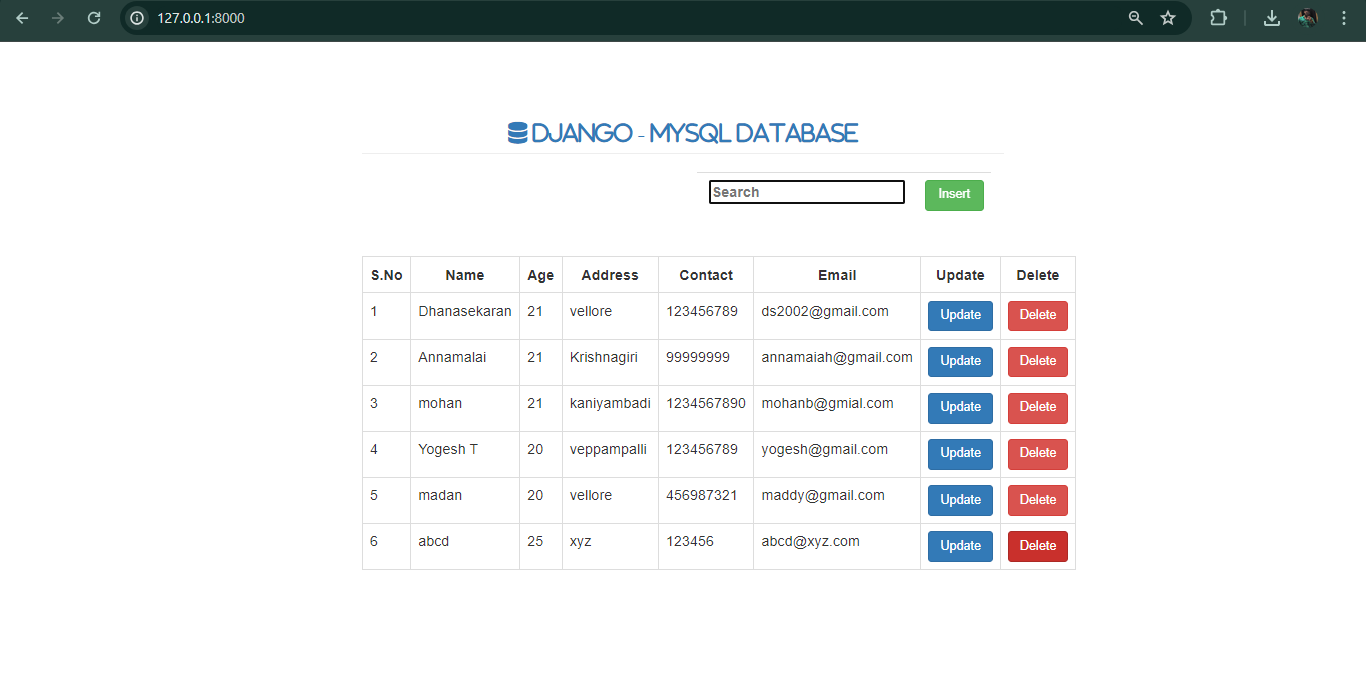 127.0.0.1:8000
DJANGO - MYSQL DATABASE
Search Insert
S.No Name Age Address Contact Email Update Delete
1 Dhanasekaran 21 vellore 123456789 ds2002@gmail.com Update Delete
2 Annamalai 21 Krishnagiri 99999999 annamaiah@gmail.com Update Delete
3 mohan 21 kaniyambadi 1234567890 mohanb@gmial.com Update Delete
4 Yogesh T 20 veppampalli 123456789 yogesh@gmail.com Update Delete
5 madan 20 vellore 456987321 maddy@gmail.com Update Delete
6 abcd 25 xyz 123456 abcd@xyz.com Update Delete